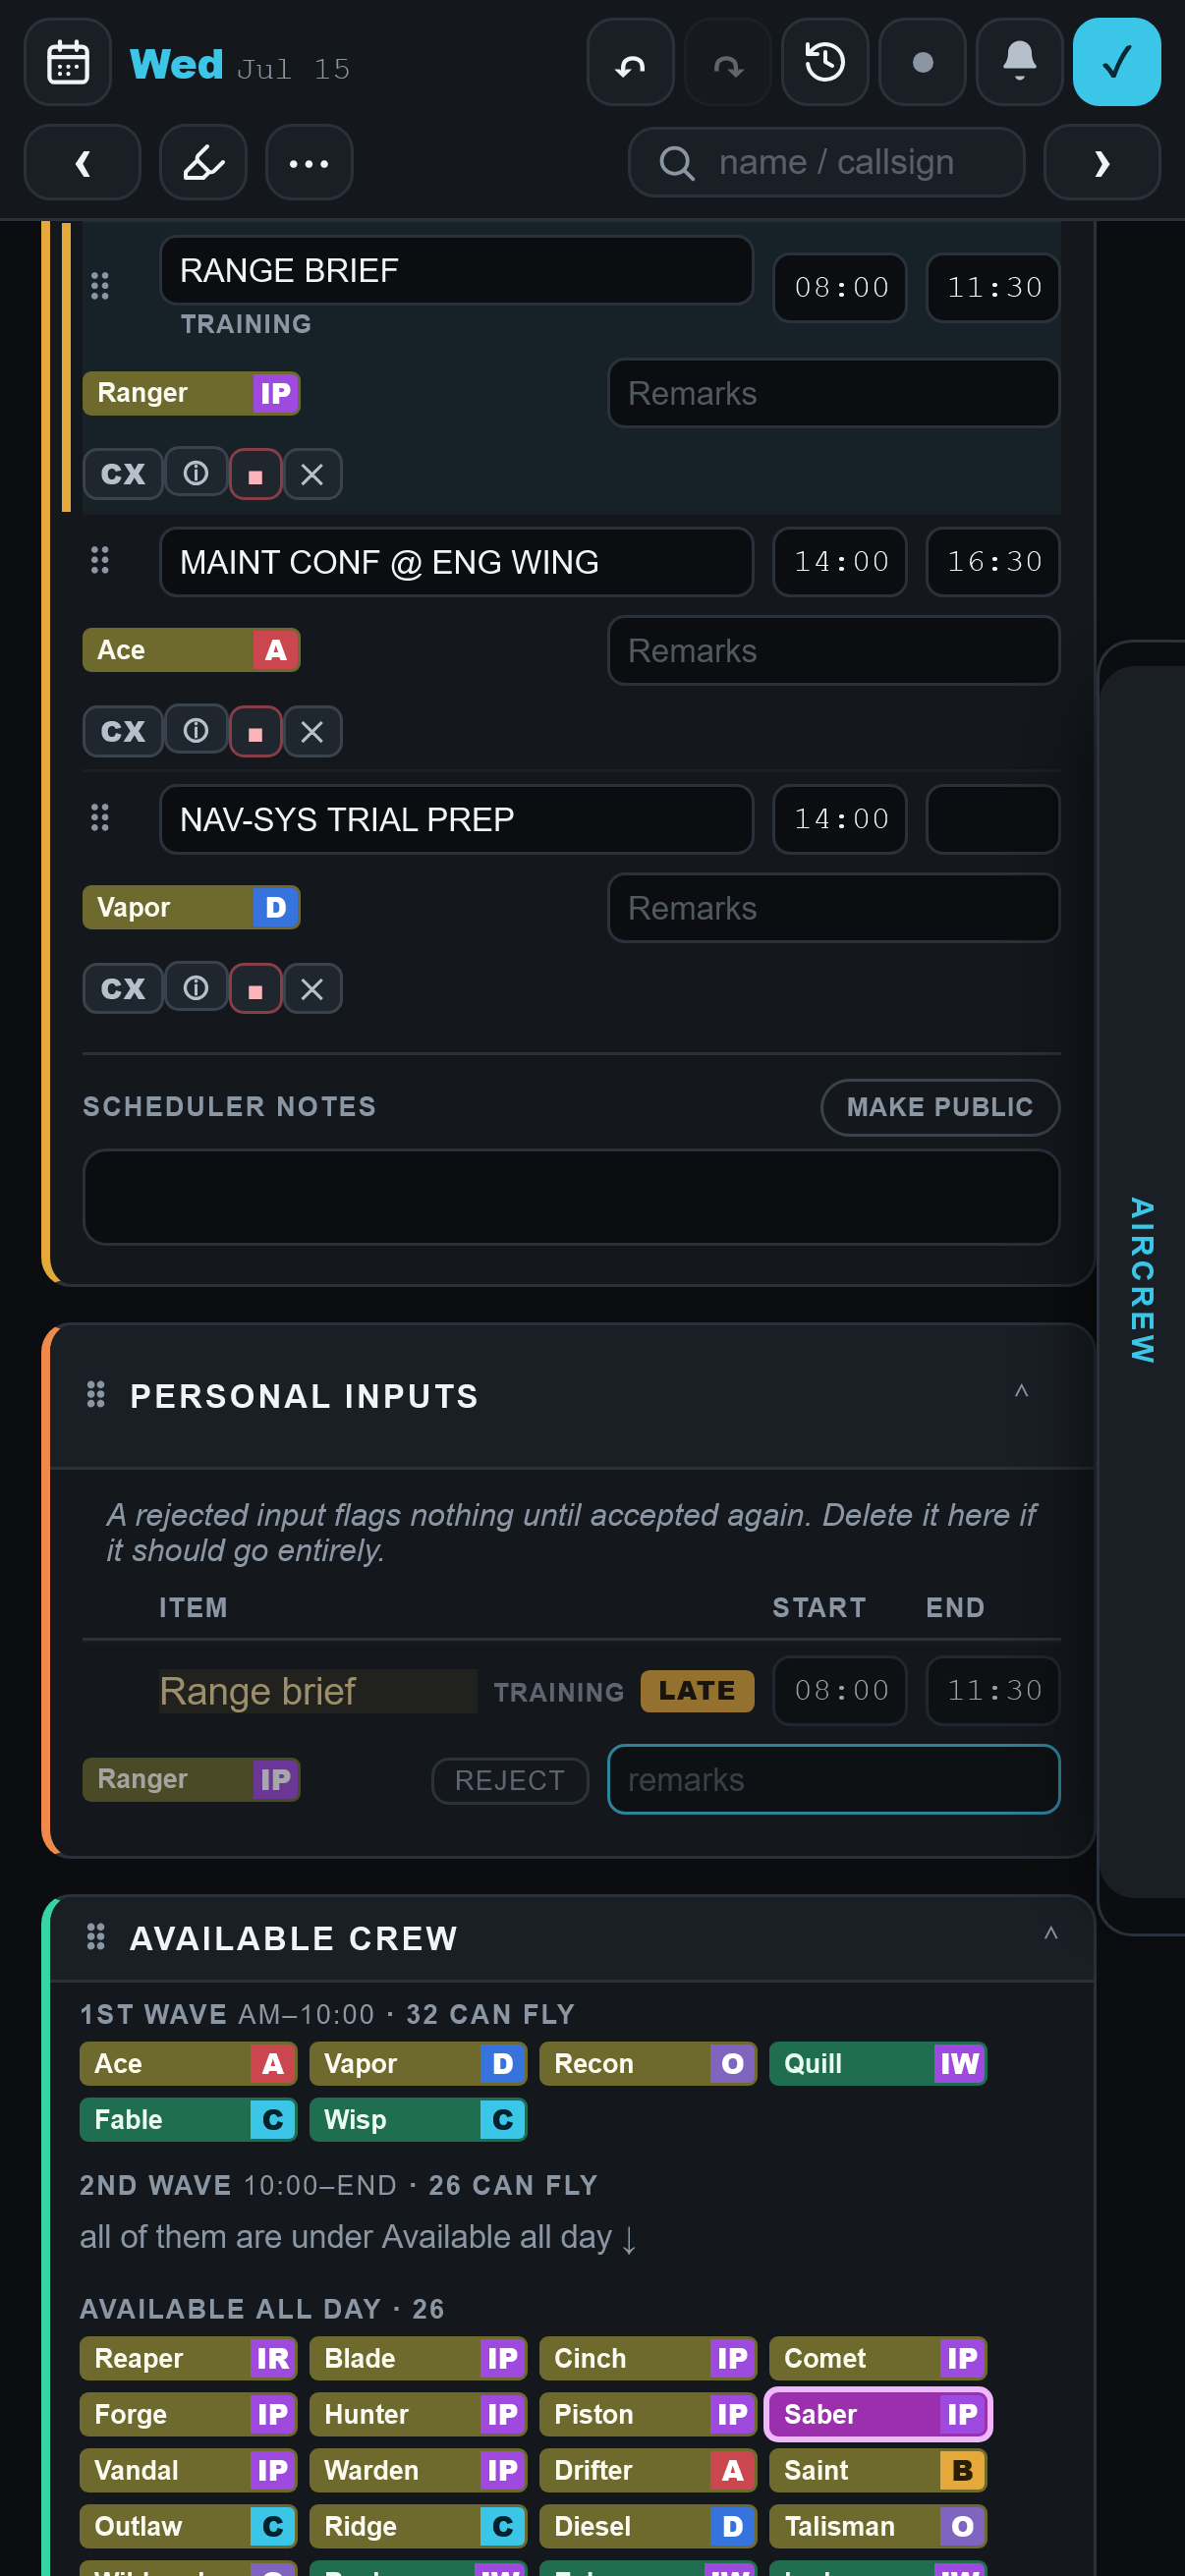 Wed Jul 15
name / callsign
RANGE BRIEF 08:00 11:30
TRAINING
Ranger IP Remarks
CX
MAINT CONF @ ENG WING 14:00 16:30
Ace A Remarks
CX
NAV-SYS TRIAL PREP 14:00
Vapor D Remarks
CX
SCHEDULER NOTES MAKE PUBLIC
AIRCREW
PERSONAL INPUTS
A rejected input flags nothing until accepted again. Delete it here if
it should go entirely.
ITEM START END
Range brief TRAINING LATE 08:00 11:30
Ranger IP REJECT remarks
AVAILABLE CREW
1ST WAVE AM–10:00 · 32 CAN FLY
Ace A Vapor D Recon O Quill IW
Fable C Wisp C
2ND WAVE 10:00–END · 26 CAN FLY
all of them are under Available all day ↓
AVAILABLE ALL DAY · 26
Reaper IR Blade IP Cinch IP Comet IP
Forge IP Hunter IP Piston IP Saber IP
Vandal IP Warden IP Drifter A Saint B
Outlaw C Ridge C Diesel D Talisman O